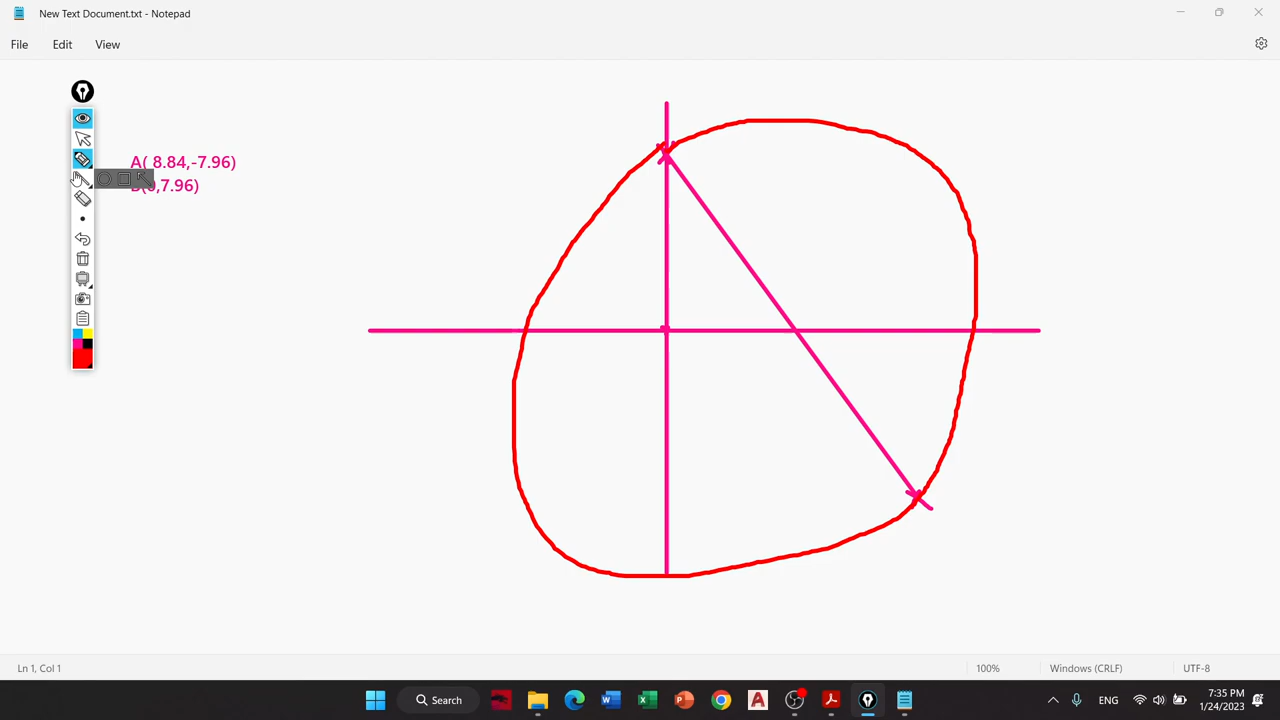 New Text Document.txt - Notepad
File Edit View
A( 8.84,-7.96)
,7.96)
Ln 1, Col 1 100% Windows (CRLF) UTF-8
Search ENG 7:35 PM
1/24/2023